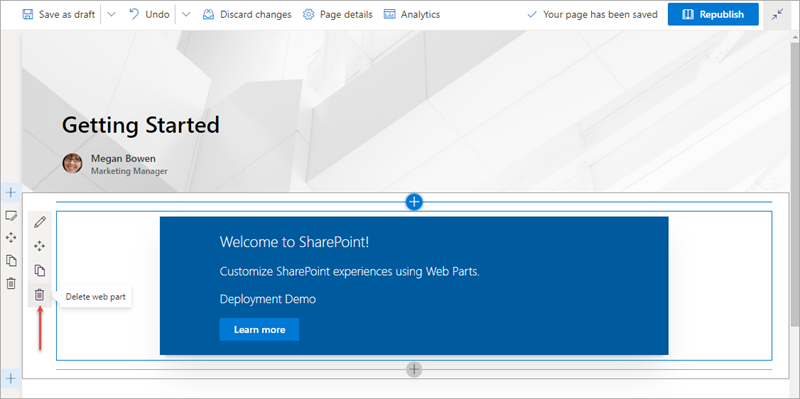 Save as draft Undo Discard changes Page details Analytics Your page has been saved Republish
Getting Started
Megan Bowen
Marketing Manager
Welcome to SharePoint!
Customize SharePoint experiences using Web Parts.
Delete web part
Deployment Demo
Learn more